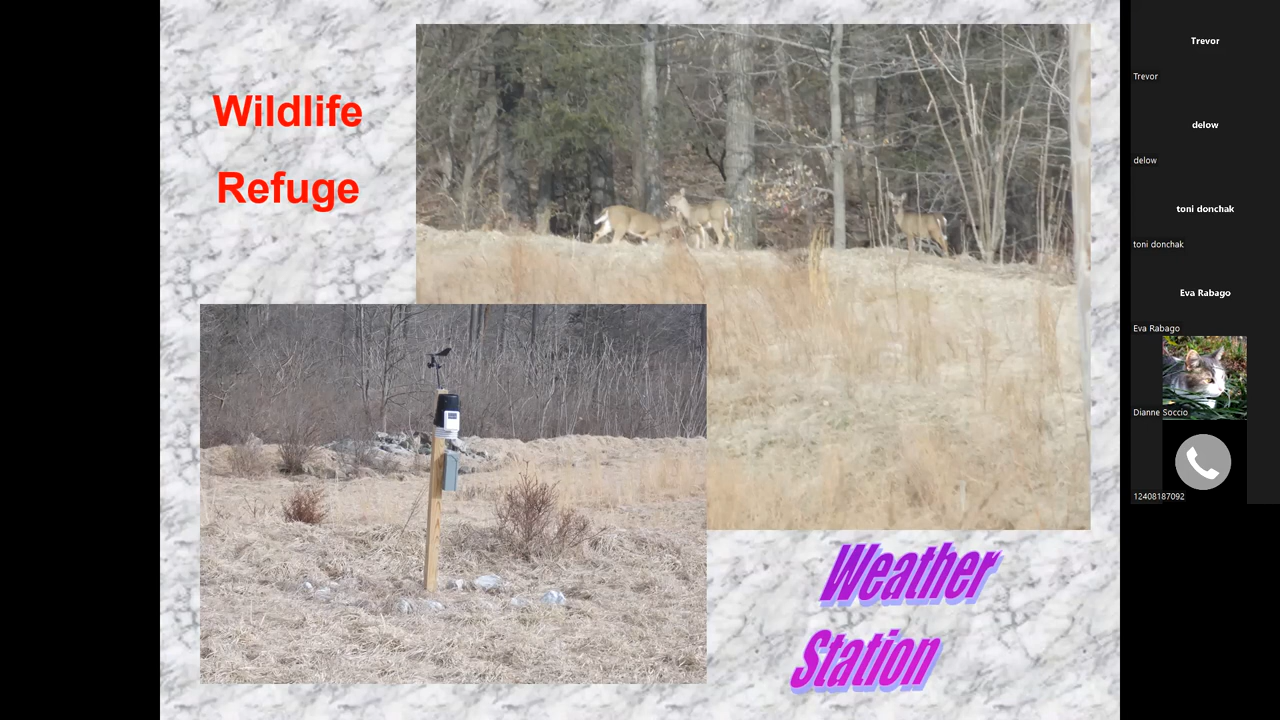 Wildlife
Refuge
Weather
Station
Trevor
Trevor
delow
delow
toni donchak
toni donchak
Eva Rabago
Eva Rabago
Dianne Soccio
12408187092